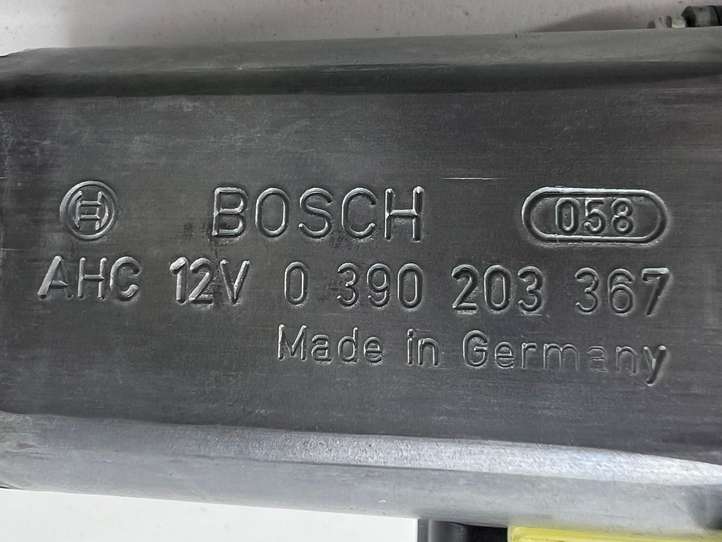 BOSCH 058
AHC 12V 0 390 203 367
Made in Germany